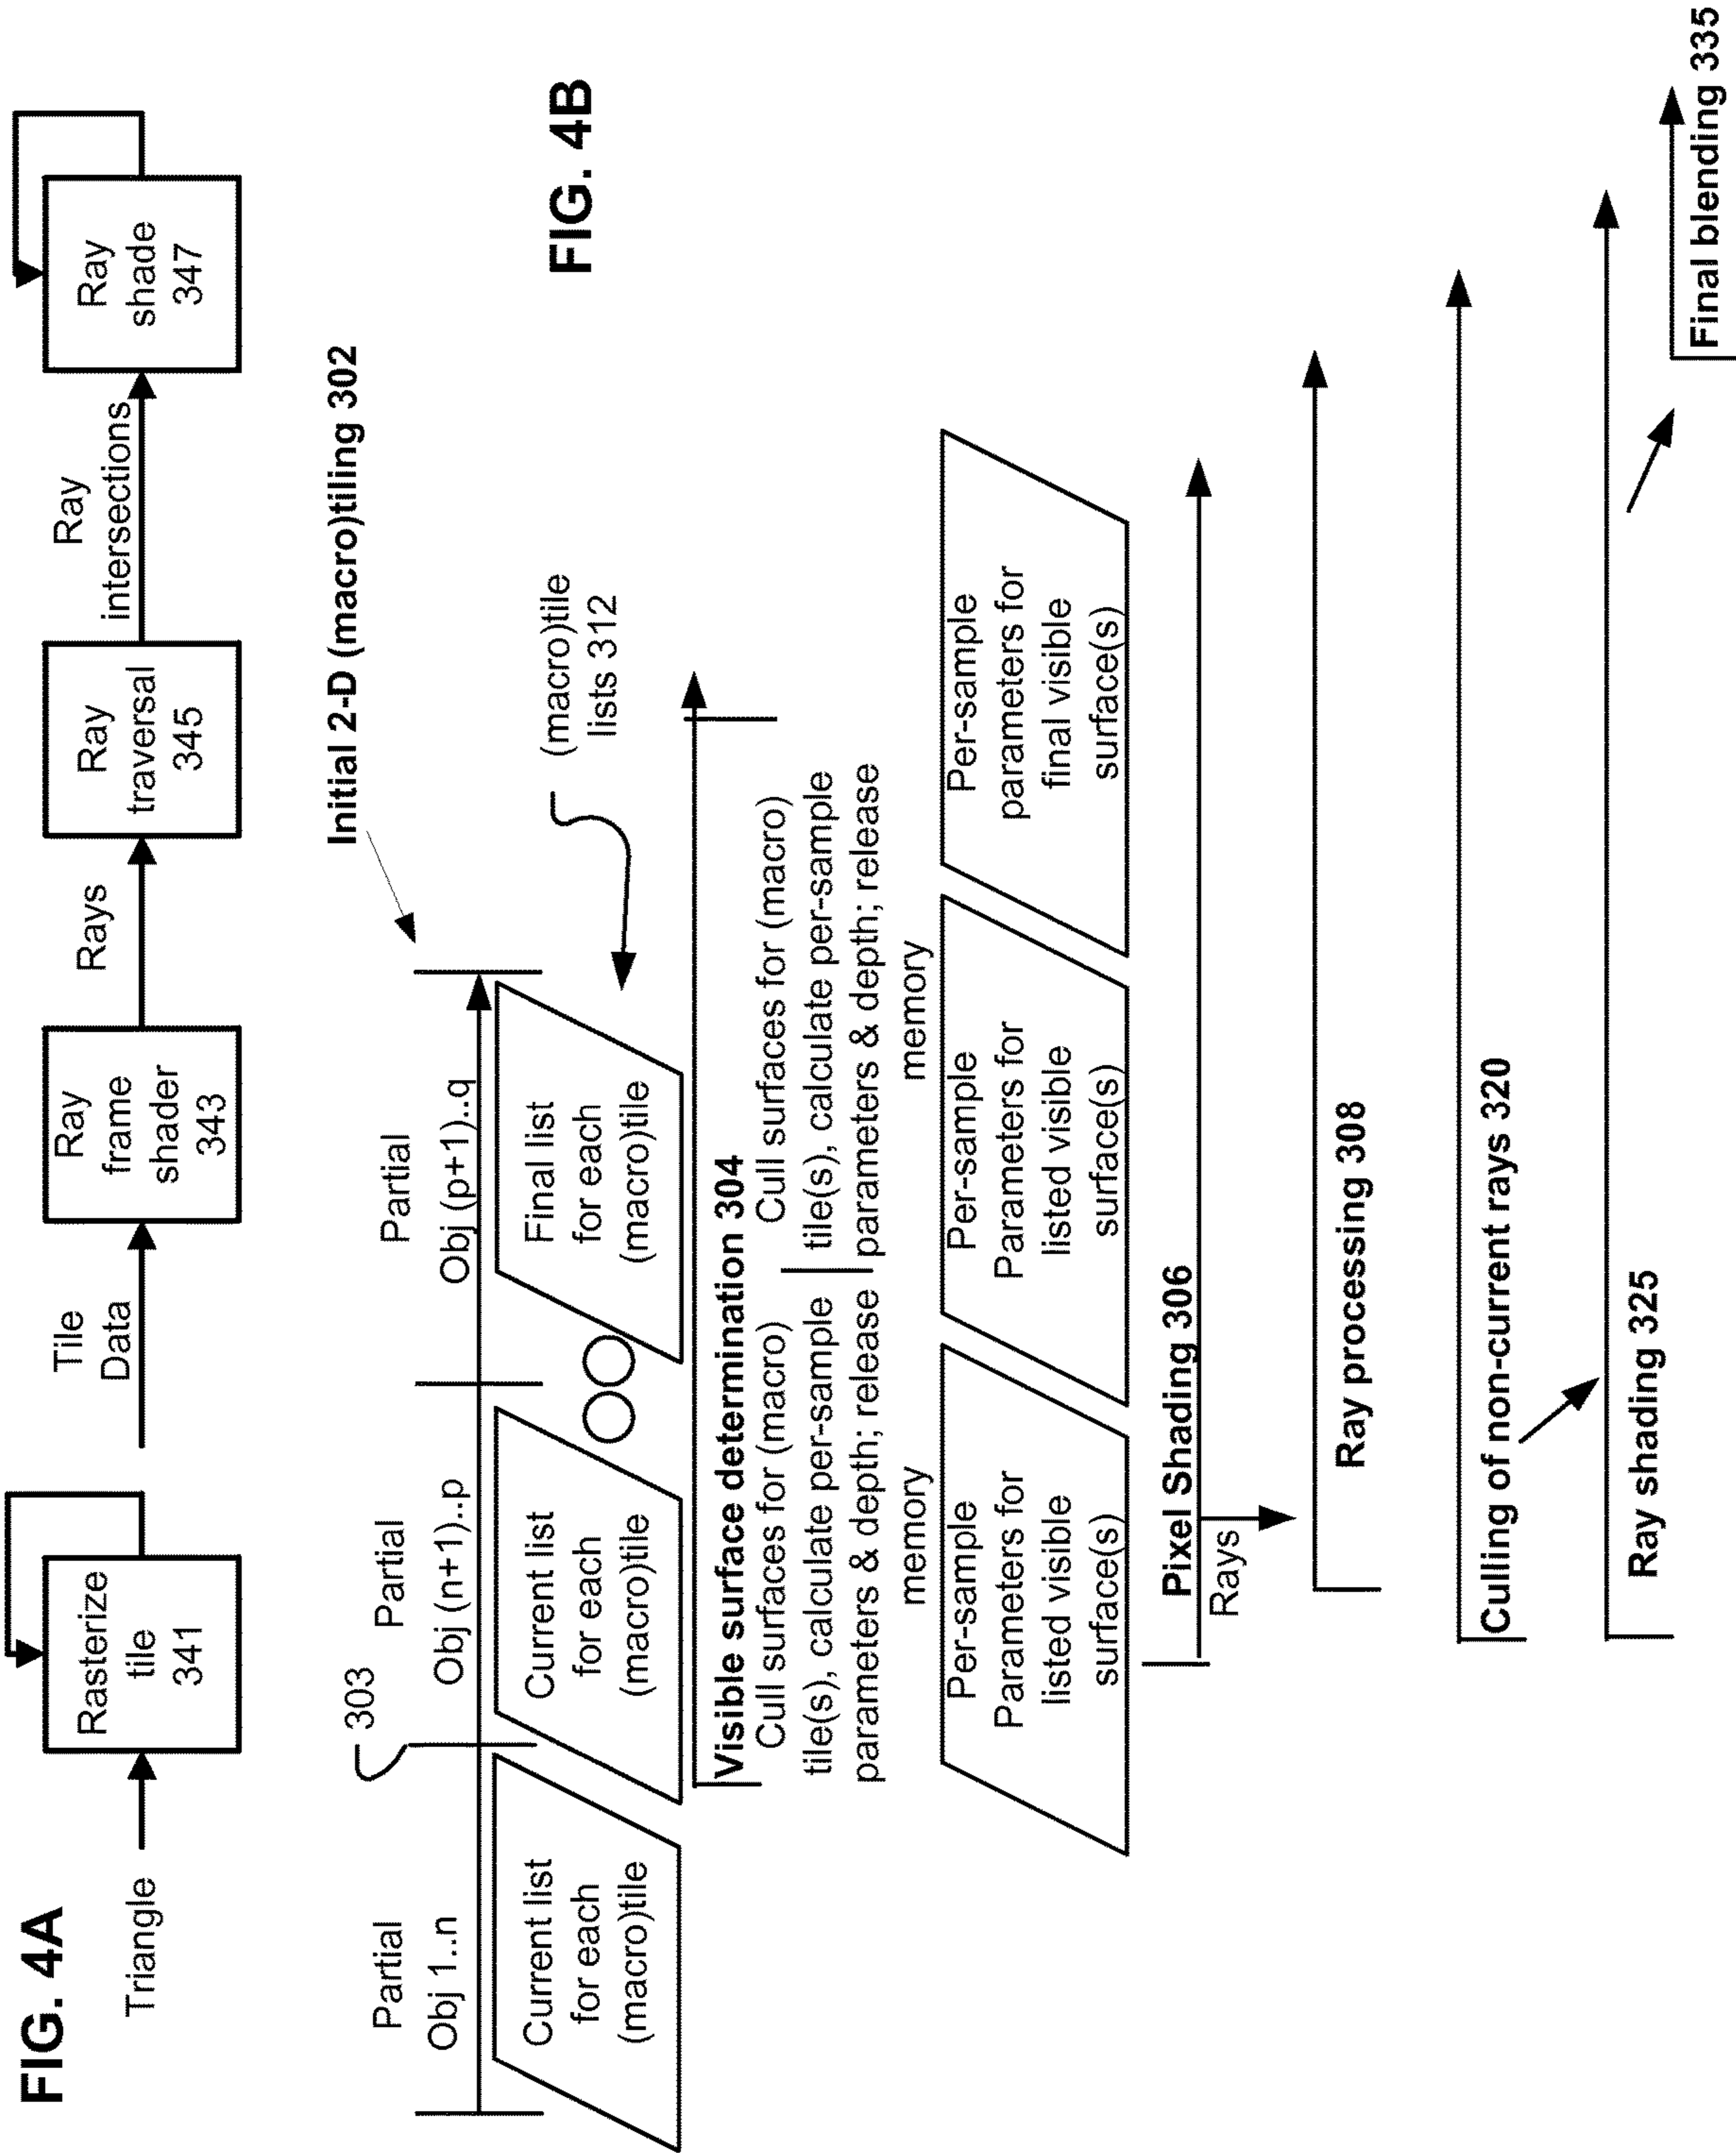 FIG. 4A
Triangle
Rasterize
tile
341
Tile
Data
Ray
frame
shader
343
Rays
Ray
traversal
345
Ray
intersections
Ray
shade
347
Initial 2-D (macro)tiling 302
303
Partial
Obj 1..n
Partial
Obj (n+1)..p
Partial
Obj (p+1)..q
Current list
for each
(macro)tile
Current list
for each
(macro)tile
Final list
for each
(macro)tile
(macro)tile
lists 312
FIG. 4B
Visible surface determination 304
Cull surfaces for (macro)
tile(s), calculate per-sample
parameters & depth; release
memory
Cull surfaces for (macro)
tile(s), calculate per-sample
parameters & depth; release
memory
Per-sample
Parameters for
listed visible
surface(s)
Per-sample
Parameters for
listed visible
surface(s)
Per-sample
parameters for
final visible
surface(s)
Pixel Shading 306
Rays
Ray processing 308
Culling of non-current rays 320
Ray shading 325
Final blending 335